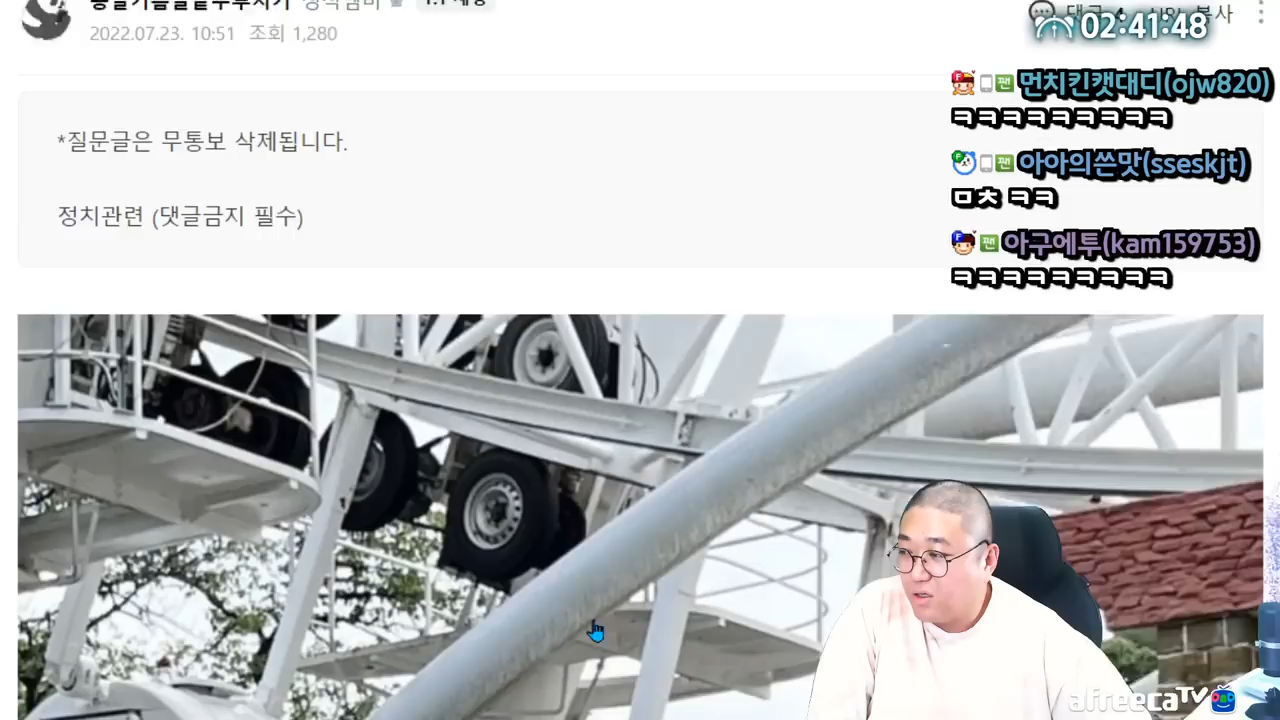 2022.07.23. 10:51 조회 1,280
02:41:48
*질문글은 무통보 삭제됩니다.
정치관련 (댓글금지 필수)
먼치킨캣대디(ojw820)
ㅋㅋㅋㅋㅋㅋㅋㅋㅋ
아아의쓴맛(sseskjt)
ㅁㅊ ㅋㅋ
아구에투(kam159753)
ㅋㅋㅋㅋㅋㅋㅋㅋㅋ
afreecaTV